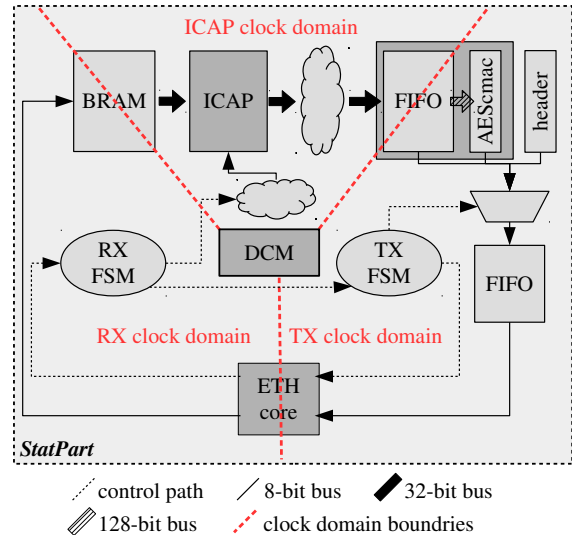 ICAP clock domain
BRAM
ICAP
FIFO
AEScmac
header
RX
FSM
DCM
TX
FSM
FIFO
RX clock domain
TX clock domain
ETH
core
StatPart
control path
8-bit bus
32-bit bus
128-bit bus
clock domain boundries